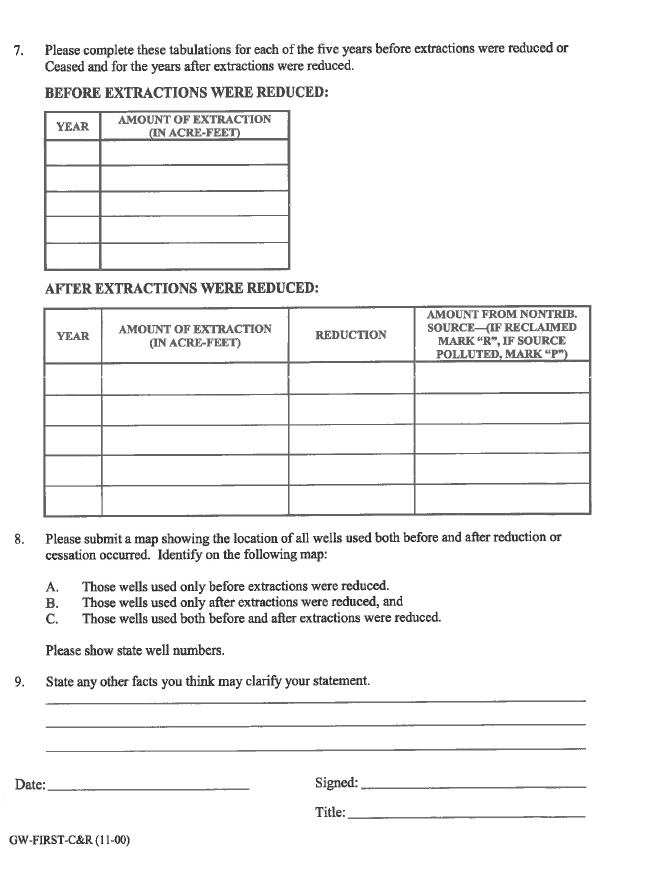 7. Please complete these tabulations for each of the five years before extractions were reduced or
Ceased and for the years after extractions were reduced.
BEFORE EXTRACTIONS WERE REDUCED:
YEAR AMOUNT OF EXTRACTION
(IN ACRE-FEET)
AFTER EXTRACTIONS WERE REDUCED:
YEAR AMOUNT OF EXTRACTION
(IN ACRE-FEET)
REDUCTION
AMOUNT FROM NONTRIB.
SOURCE—(IF RECLAIMED
MARK “R”, IF SOURCE
POLLUTED, MARK “P”)
8. Please submit a map showing the location of all wells used both before and after reduction or
cessation occurred. Identify on the following map:
A. Those wells used only before extractions were reduced.
B. Those wells used only after extractions were reduced, and
C. Those wells used both before and after extractions were reduced.
Please show state well numbers.
9. State any other facts you think may clarify your statement.
Date: Signed:
Title:
GW-FIRST-C&R (11-00)